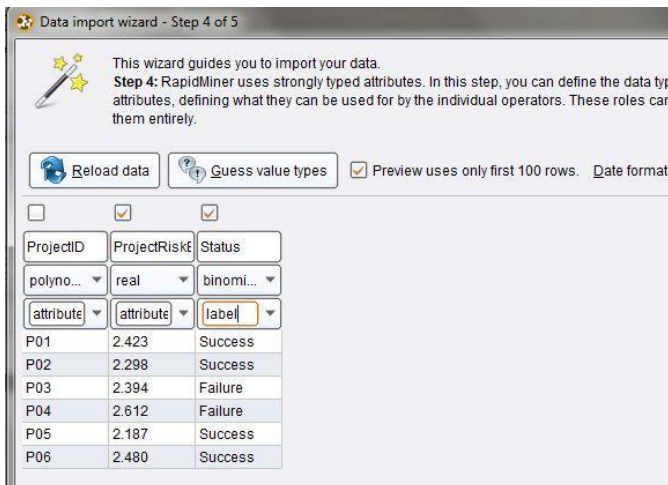 Data import wizard - Step 4 of 5
This wizard guides you to import your data.
Step 4: RapidMiner uses strongly typed attributes. In this step, you can define the data typ
attributes, defining what they can be used for by the individual operators. These roles car
them entirely.
Reload data Guess value types Preview uses only first 100 rows. Date format
ProjectID ProjectRiskE Status
polyno... real binomi...
attribute attribute label
P01 2.423 Success
P02 2.298 Success
P03 2.394 Failure
P04 2.612 Failure
P05 2.187 Success
P06 2.480 Success